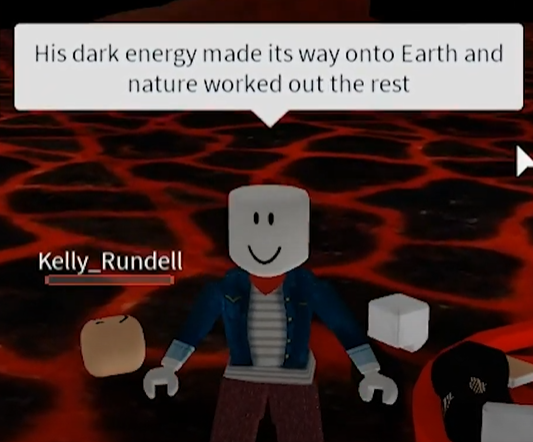 His dark energy made its way onto Earth and
nature worked out the rest
Kelly_Rundell